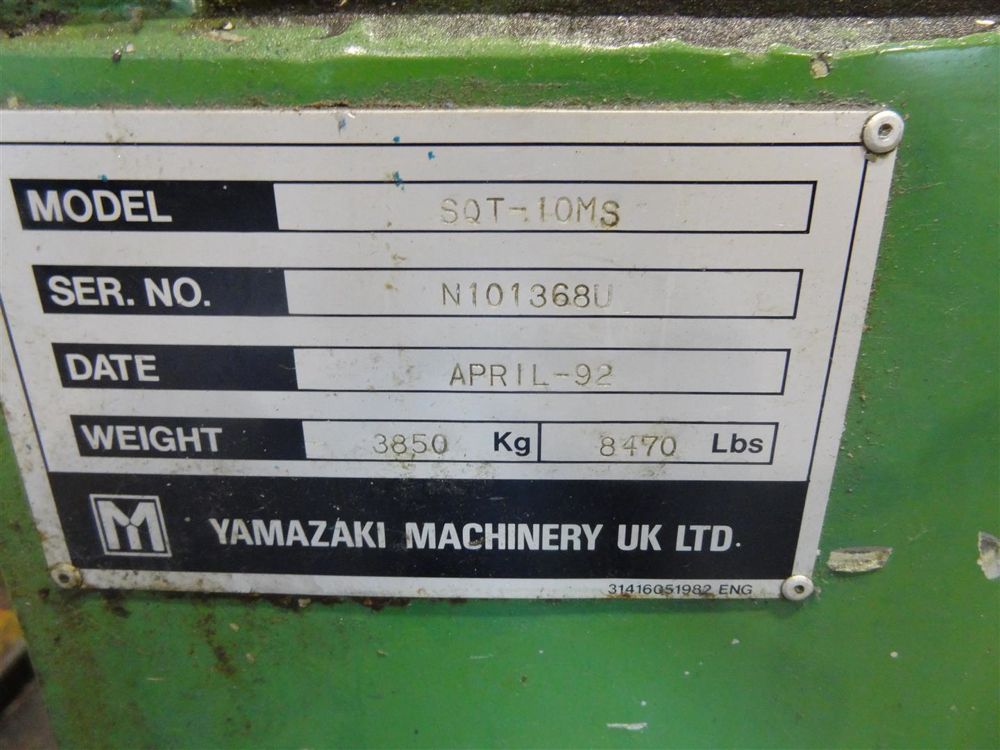 MODEL SQT-10MS
SER. NO. N101368U
DATE APRIL-92
WEIGHT 3850 Kg 8470 Lbs
M YAMAZAKI MACHINERY UK LTD.
31416051982 ENG